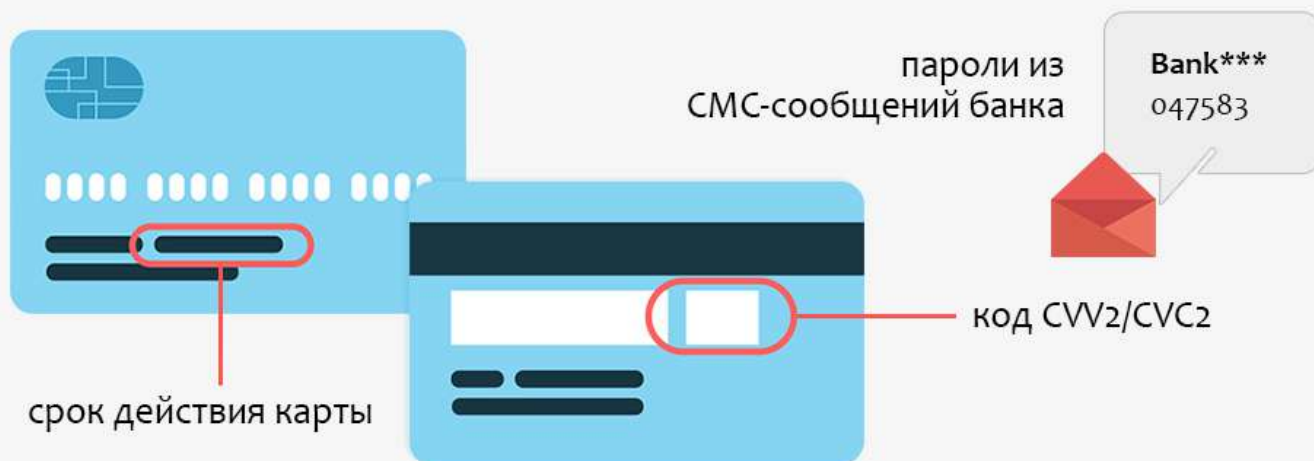 пароли из
СМС-сообщений банка
Bank***
047583
код CVV2/CVC2
срок действия карты